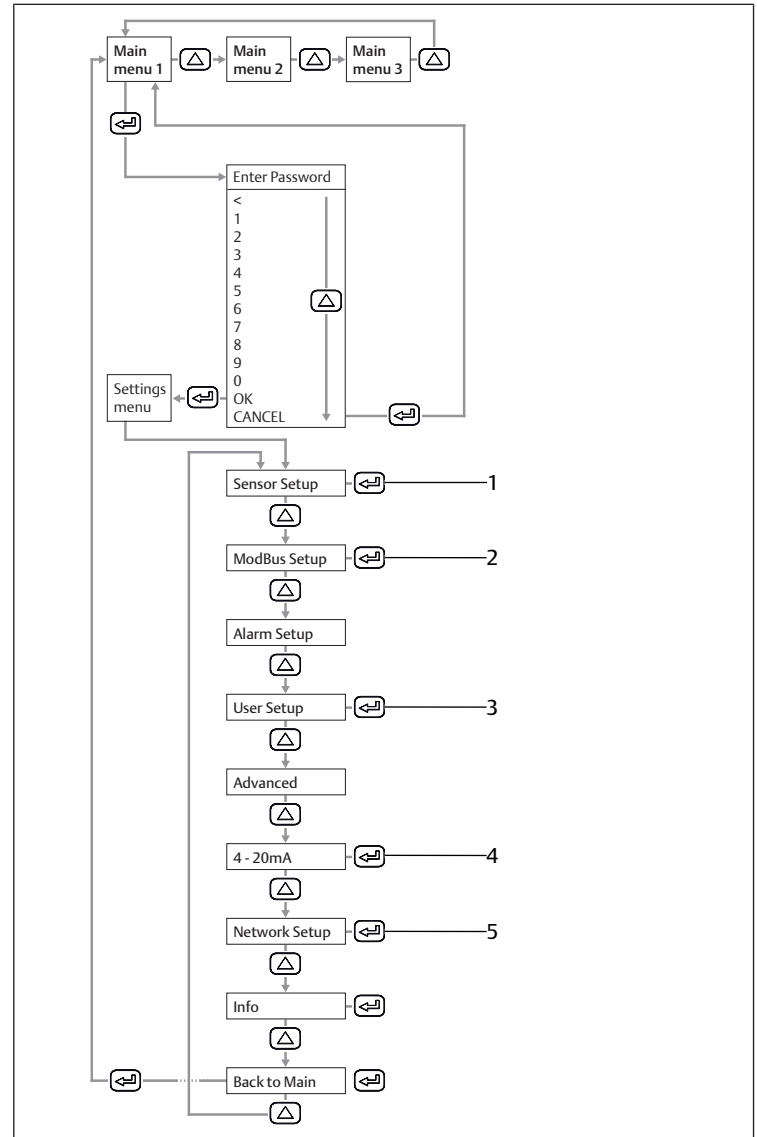 Main
menu 1
Main
menu 2
Main
menu 3
Enter Password
<
1
2
3
4
5
6
7
8
9
0
OK
CANCEL
Settings
menu
Sensor Setup
1
ModBus Setup
2
Alarm Setup
User Setup
3
Advanced
4 - 20mA
4
Network Setup
5
Info
Back to Main